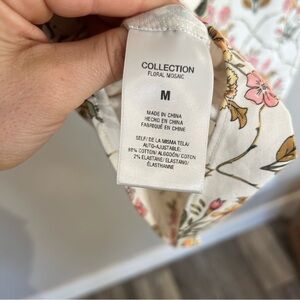 COLLECTION
FLORAL MOSAIC
M
MADE IN CHINA
HECHO EN CHINA
FABRIQUÉ EN CHINE
SELF/ DE LA MISMA TELA/
AUTO-AJUSTABLE:
98% COTTON/ ALGODÓN/ COTON
2% ELASTANE/ ELASTANO/
ÉLASTHANNE